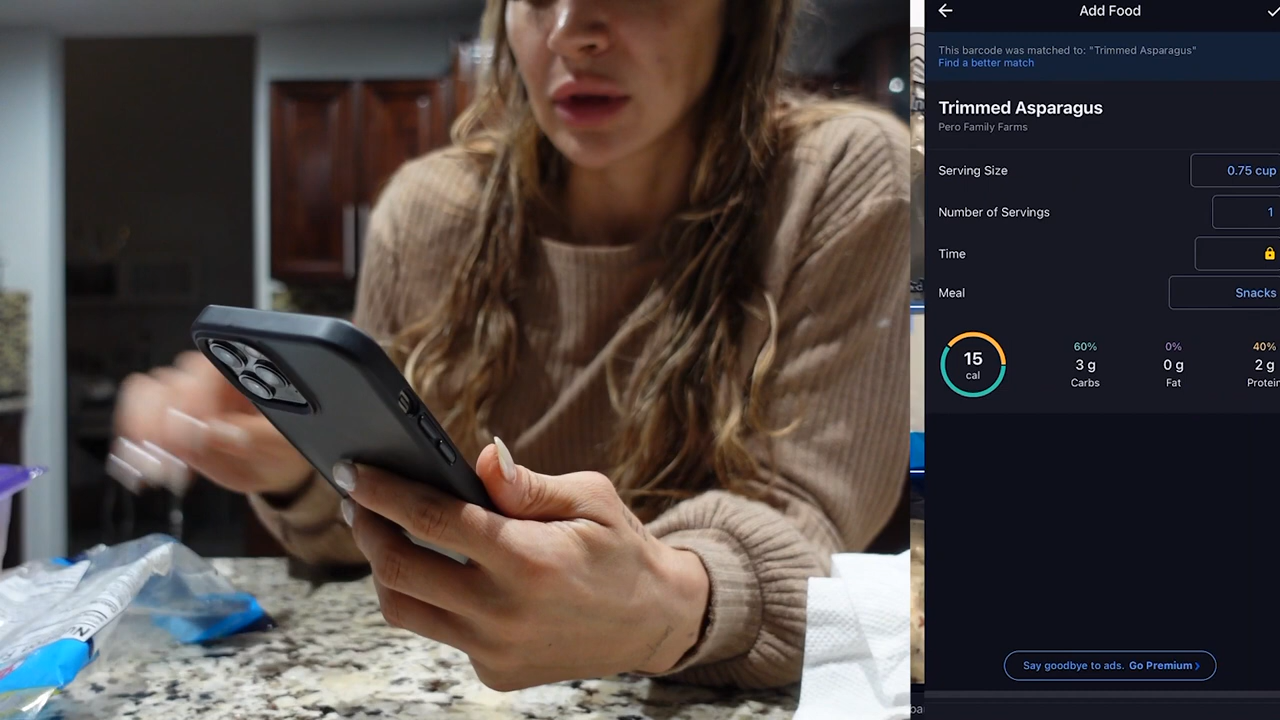 Add Food
This barcode was matched to: "Trimmed Asparagus"
Find a better match
Trimmed Asparagus
Pero Family Farms
Serving Size
0.75 cup
Number of Servings
1
Time
Meal
Snacks
15
cal
60%
3 g
Carbs
0%
0 g
Fat
40%
2 g
Protein
Say goodbye to ads. Go Premium